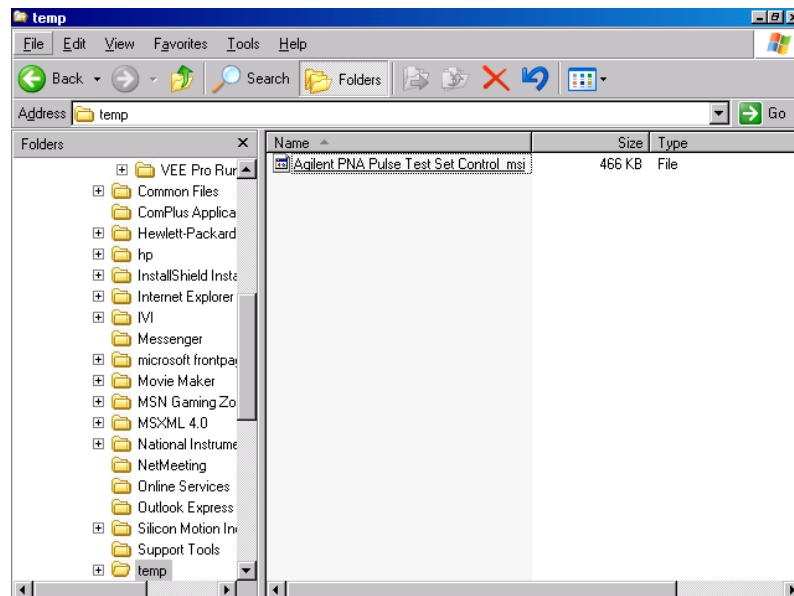 temp
File Edit View Favorites Tools Help
Back Search Folders
Address temp Go
Folders
Name Size Type
Agilent PNA Pulse Test Set Control msi 466 KB File
VEE Pro Rur
Common Files
ComPlus Applica
Hewlett-Packard
hp
InstallShield Insta
Internet Explorer
IVI
Messenger
microsoft frontpa
Movie Maker
MSN Gaming Zo
MSXML 4.0
National Instrume
NetMeeting
Online Services
Outlook Express
Silicon Motion In
Support Tools
temp